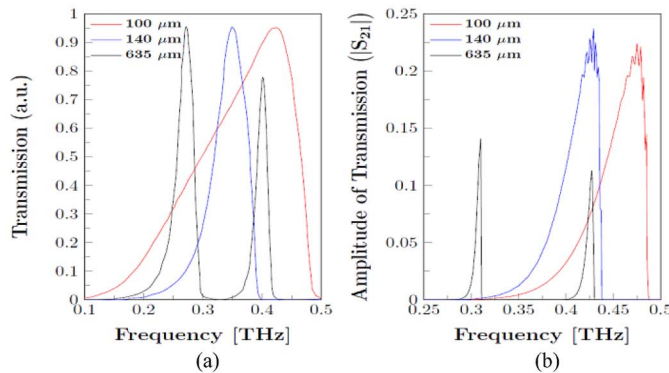 100 μm
140 μm
635 μm
Transmission (a.u.)
1
0.9
0.8
0.7
0.6
0.5
0.4
0.3
0.2
0.1
0
0.1
0.2
0.3
0.4
0.5
Frequency [THz]
(a)
100 μm
140 μm
635 μm
Amplitude of Transmission (|S21|)
0.25
0.20
0.15
0.1
0.05
0
0.25
0.3
0.35
0.4
0.45
0.5
Frequency [THz]
(b)